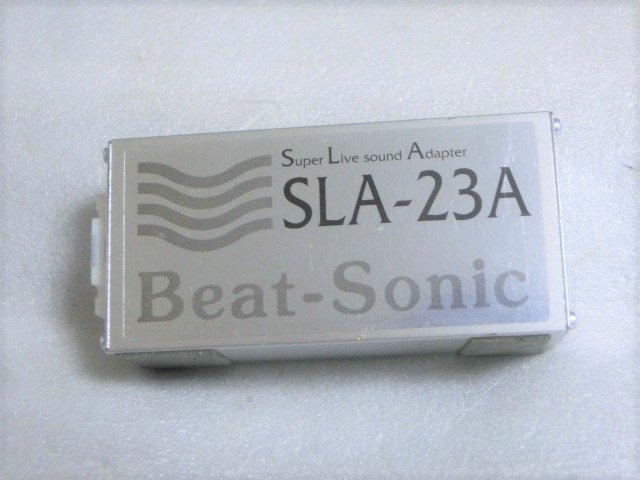 Super Live sound Adapter
SLA-23A
Beat-Sonic